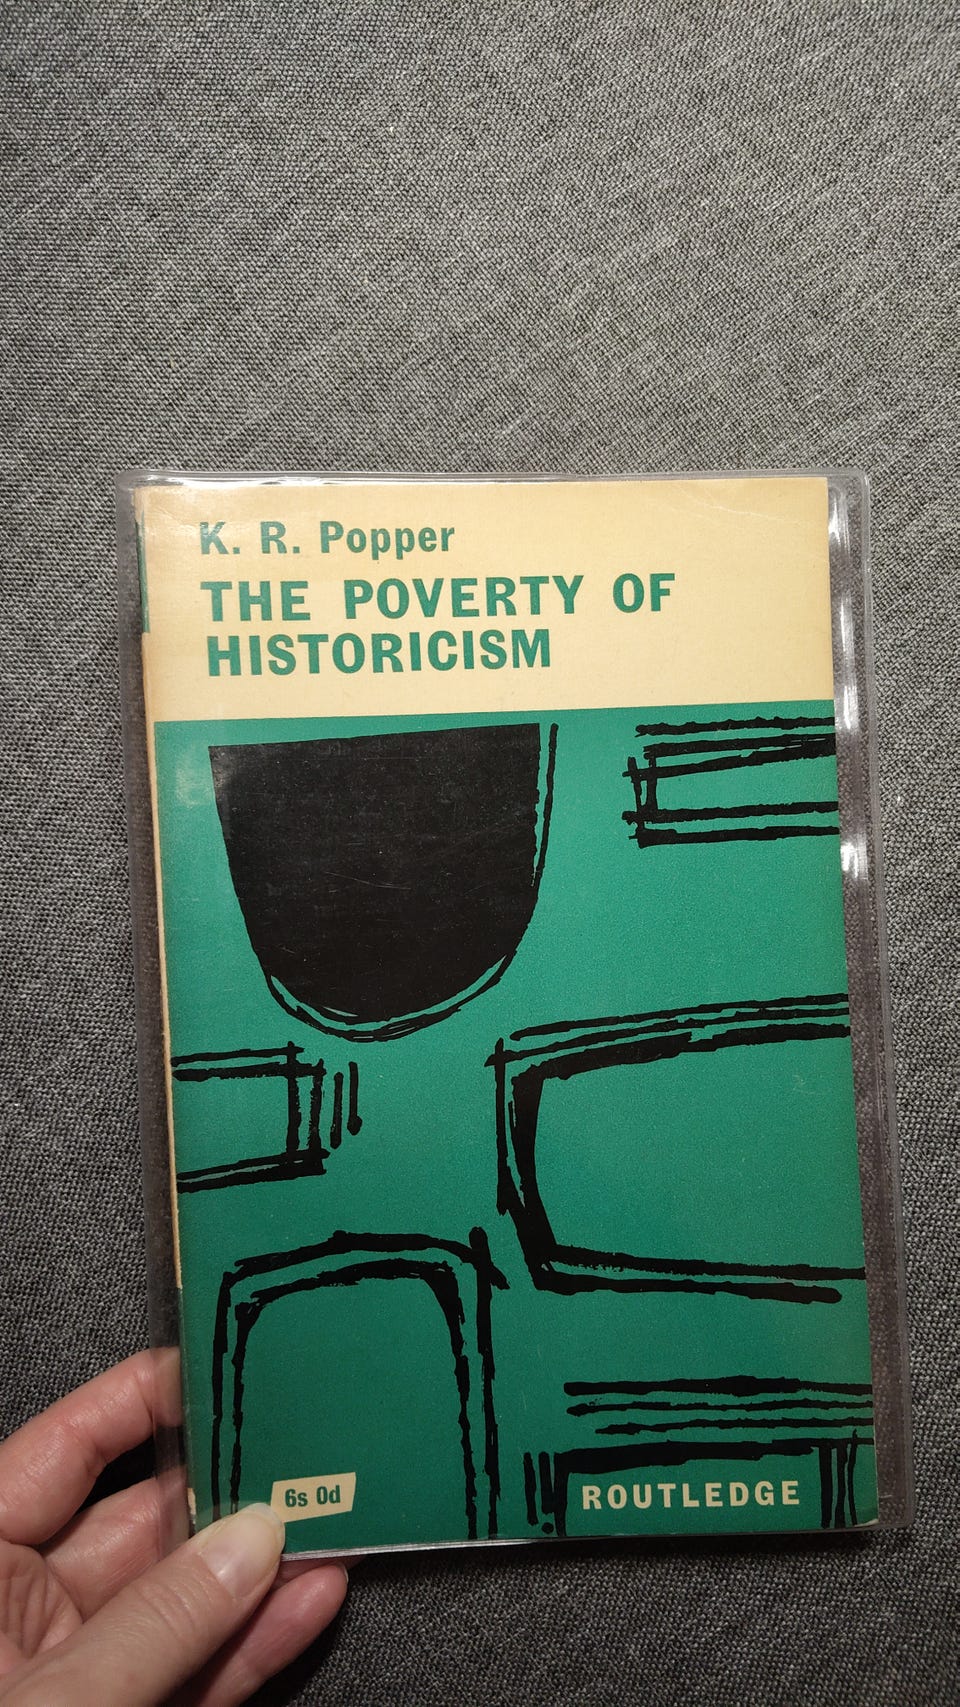 K. R. Popper
THE POVERTY OF
HISTORICISM
6s 0d
ROUTLEDGE